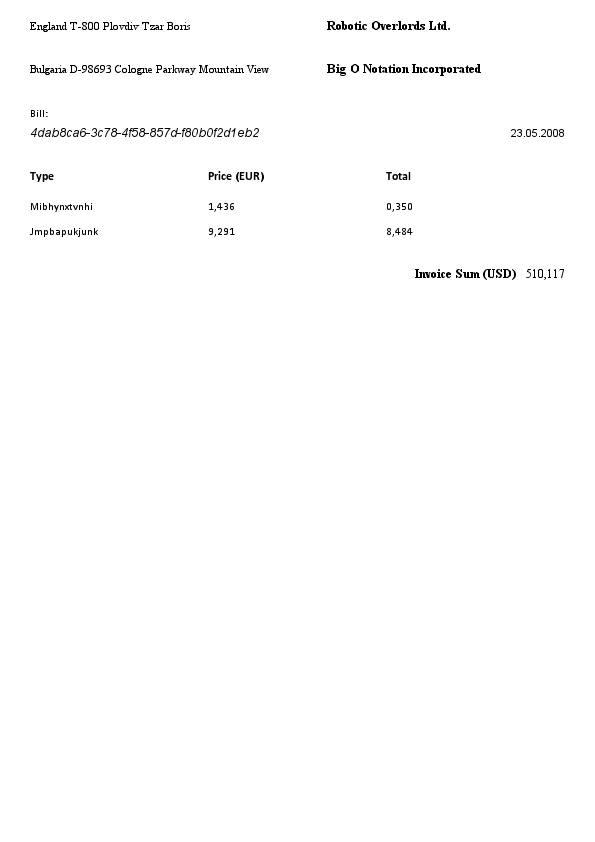 England T-800 Plovdiv Tzar Boris Robotic Overlords Ltd.
Bulgaria D-98693 Cologne Parkway Mountain View Big O Notation Incorporated
Bill:
4dab8ca6-3c78-4f58-857d-f80b0f2d1eb2 23.05.2008
Type Price (EUR) Total
Mibhynxtvnhi 1,436 0,350
Jmpbapukjunk 9,291 8,484
Invoice Sum (USD) 510,117